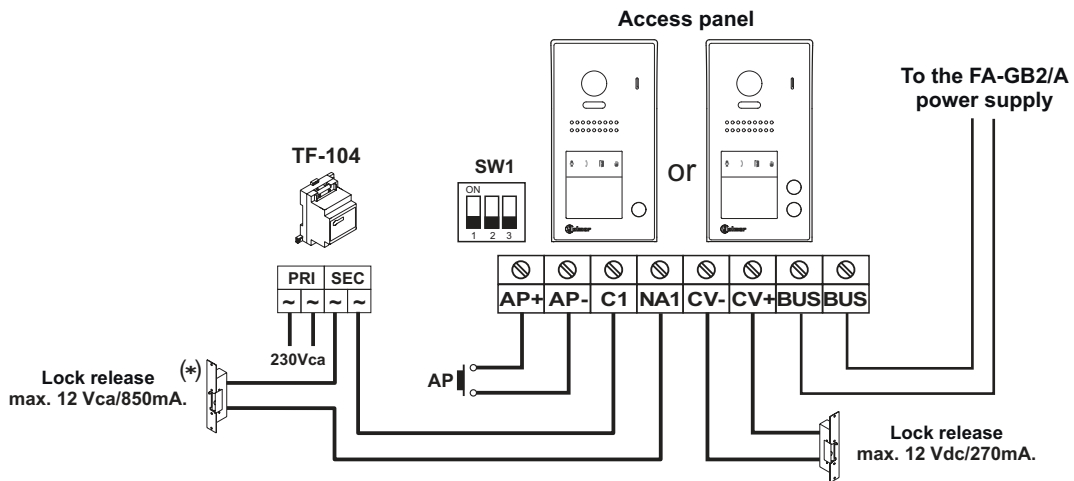 Access panel
To the FA-GB2/A
power supply
TF-104
SW1
ON
1 2 3
or
Golmar
Golmar
PRI SEC
~ ~ ~ ~
AP+ AP- C1 NA1 CV- CV+ BUS BUS
230Vca
AP
(*)
Lock release
max. 12 Vca/850mA.
Lock release
max. 12 Vdc/270mA.